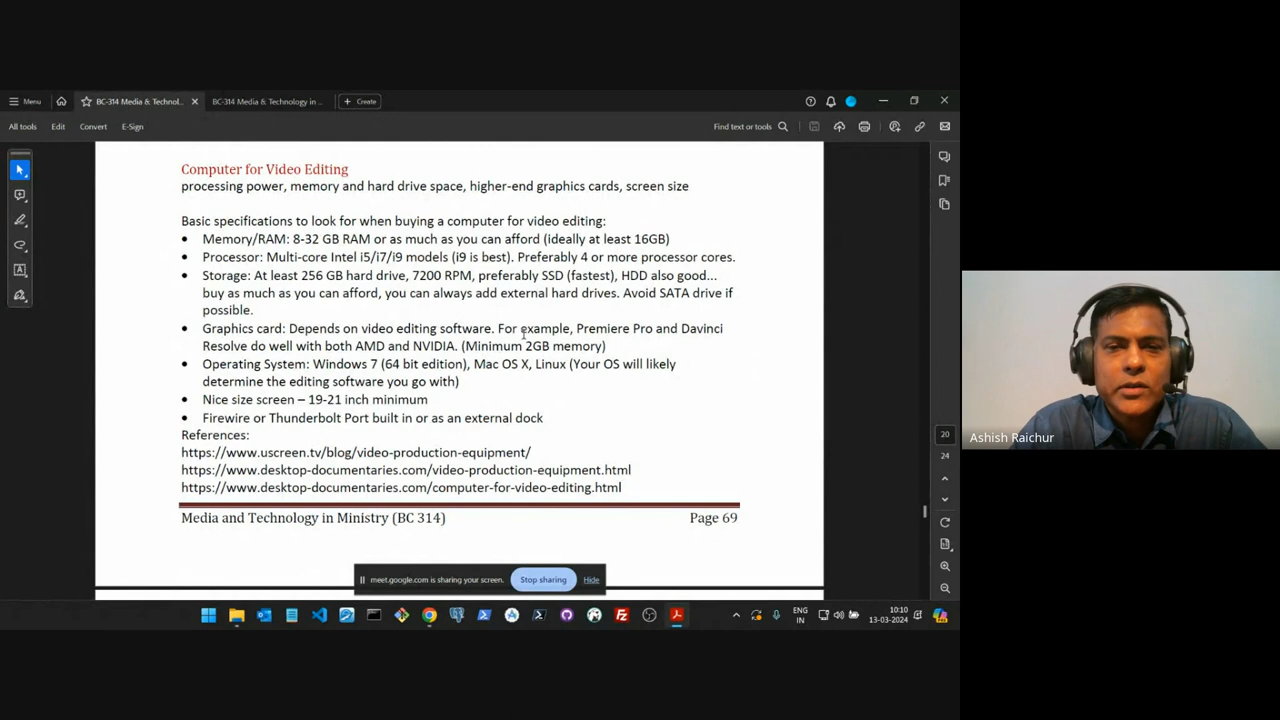 Menu
BC-314 Media & Technol...
BC-314 Media & Technology in ...
Create
All tools
Edit
Convert
E-Sign
Find text or tools
Computer for Video Editing
processing power, memory and hard drive space, higher-end graphics cards, screen size
Basic specifications to look for when buying a computer for video editing:
• Memory/RAM: 8-32 GB RAM or as much as you can afford (ideally at least 16GB)
• Processor: Multi-core Intel i5/i7/i9 models (i9 is best). Preferably 4 or more processor cores.
• Storage: At least 256 GB hard drive, 7200 RPM, preferably SSD (fastest), HDD also good...
buy as much as you can afford, you can always add external hard drives. Avoid SATA drive if
possible.
• Graphics card: Depends on video editing software. For example, Premiere Pro and Davinci
Resolve do well with both AMD and NVIDIA. (Minimum 2GB memory)
• Operating System: Windows 7 (64 bit edition), Mac OS X, Linux (Your OS will likely
determine the editing software you go with)
• Nice size screen – 19-21 inch minimum
• Firewire or Thunderbolt Port built in or as an external dock
References:
https://www.uscreen.tv/blog/video-production-equipment/
https://www.desktop-documentaries.com/video-production-equipment.html
https://www.desktop-documentaries.com/computer-for-video-editing.html
Media and Technology in Ministry (BC 314)
Page 69
20
24
Ashish Raichur
meet.google.com is sharing your screen.
Stop sharing
Hide
ENG
IN
10:10
13-03-2024